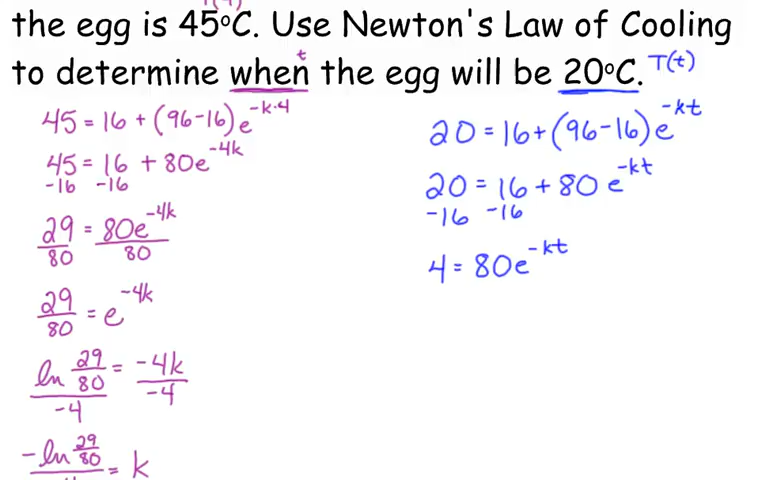 the egg is 45°C. Use Newton's Law of Cooling
t
to determine when the egg will be 20°C. T(t)
45 = 16 + (96-16)e^-k·4
45 = 16 + 80e^-4k
-16 -16
29/80 = 80e^-4k/80
29/80 = e^-4k
ln 29/80 / -4 = -4k/-4
-ln 29/80 / = k
20 = 16 + (96-16)e^-kt
20 = 16 + 80 e^-kt
-16 -16
4 = 80e^-kt